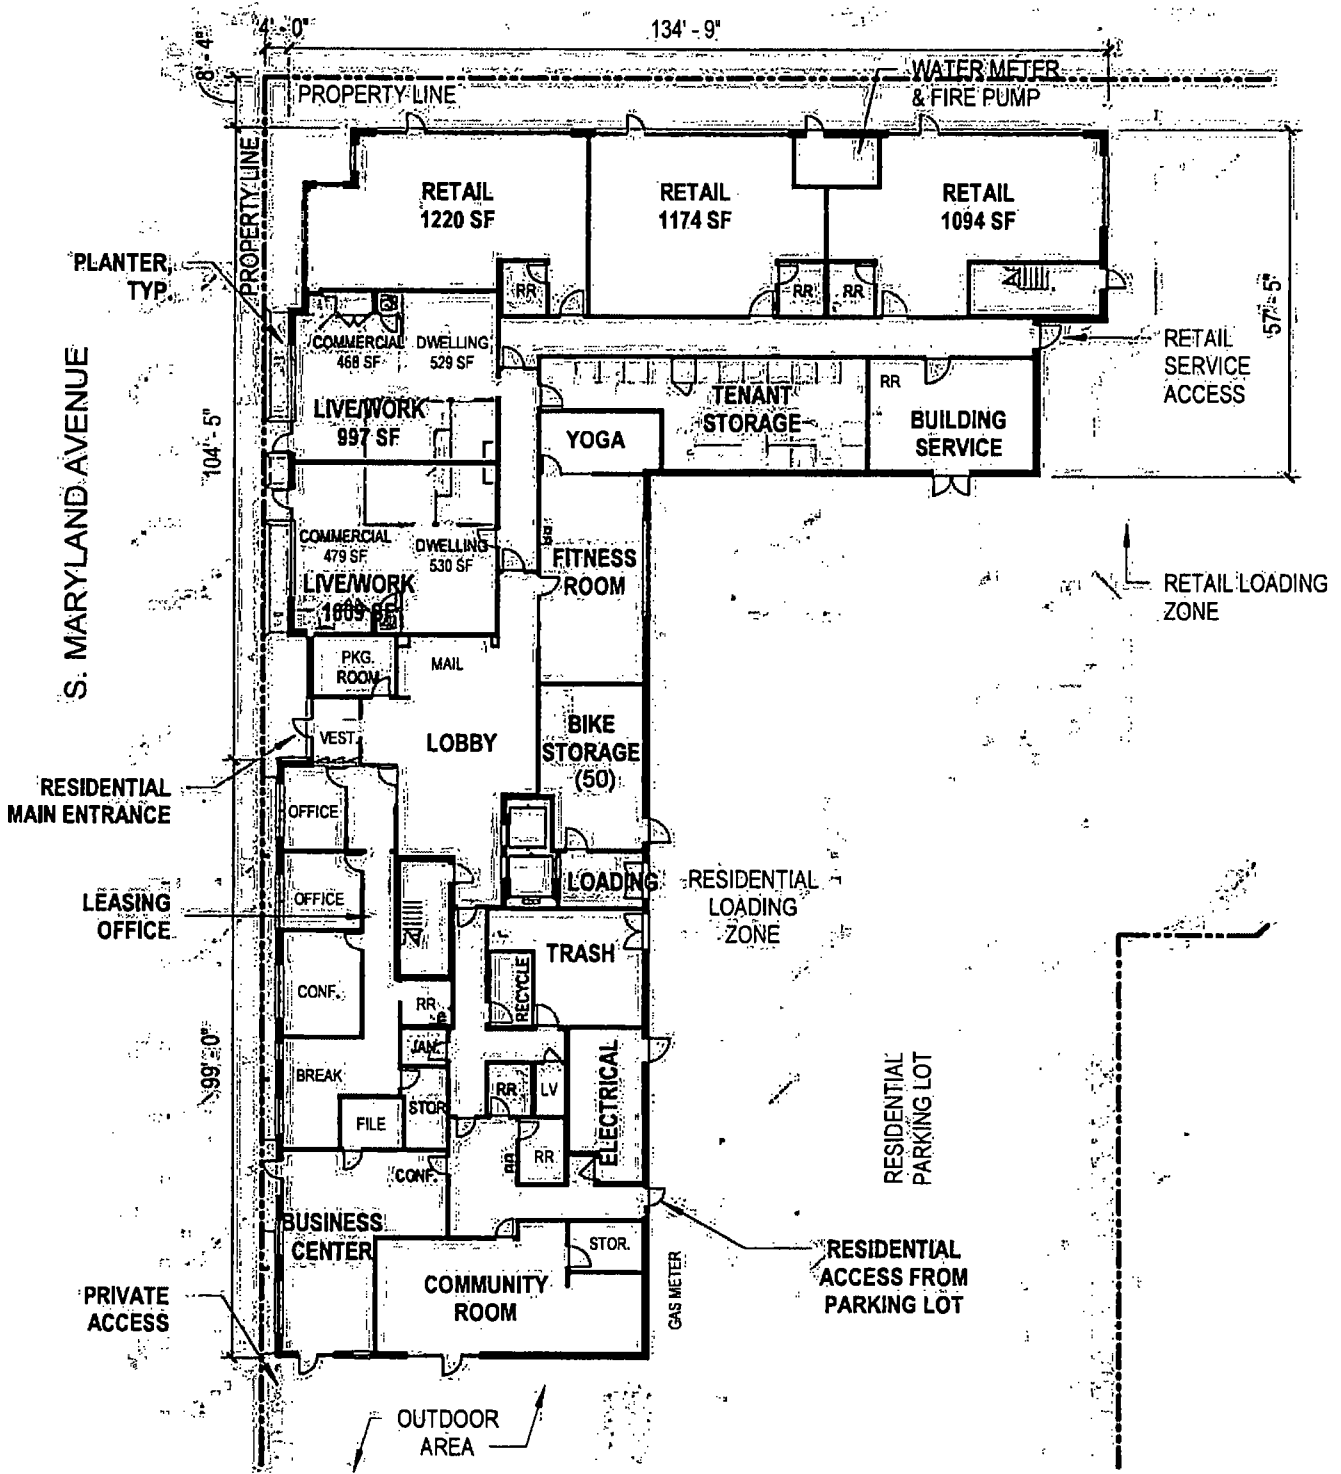 4' - 0"
134' - 9"
8' - 4"
WATER METER
& FIRE PUMP
PROPERTY LINE
PROPERTY LINE
RETAIL
1220 SF
RETAIL
1174 SF
RETAIL
1094 SF
PLANTER,
TYP.
RR
RR
RR
57' - 5"
COMMERCIAL
468 SF
DWELLING
529 SF
RETAIL
SERVICE
ACCESS
S. MARYLAND AVENUE
104' - 5"
LIVE/WORK
997 SF
TENANT
STORAGE
RR
BUILDING
SERVICE
YOGA
COMMERCIAL
479 SF
DWELLING
530 SF
LIVE/WORK
1009 SF
FITNESS
ROOM
RETAIL LOADING
ZONE
PKG.
ROOM
MAIL
VEST.
LOBBY
BIKE
STORAGE
(50)
RESIDENTIAL
MAIN ENTRANCE
OFFICE
OFFICE
LOADING
RESIDENTIAL
LOADING
ZONE
LEASING
OFFICE
TRASH
RECYCLE
CONF.
RR
JAN.
99' - 0"
BREAK
STOR.
FILE
RR
LV
ELECTRICAL
RESIDENTIAL
PARKING LOT
CONF.
RR
BUSINESS
CENTER
STOR.
COMMUNITY
ROOM
GAS METER
RESIDENTIAL
ACCESS FROM
PARKING LOT
PRIVATE
ACCESS
OUTDOOR
AREA